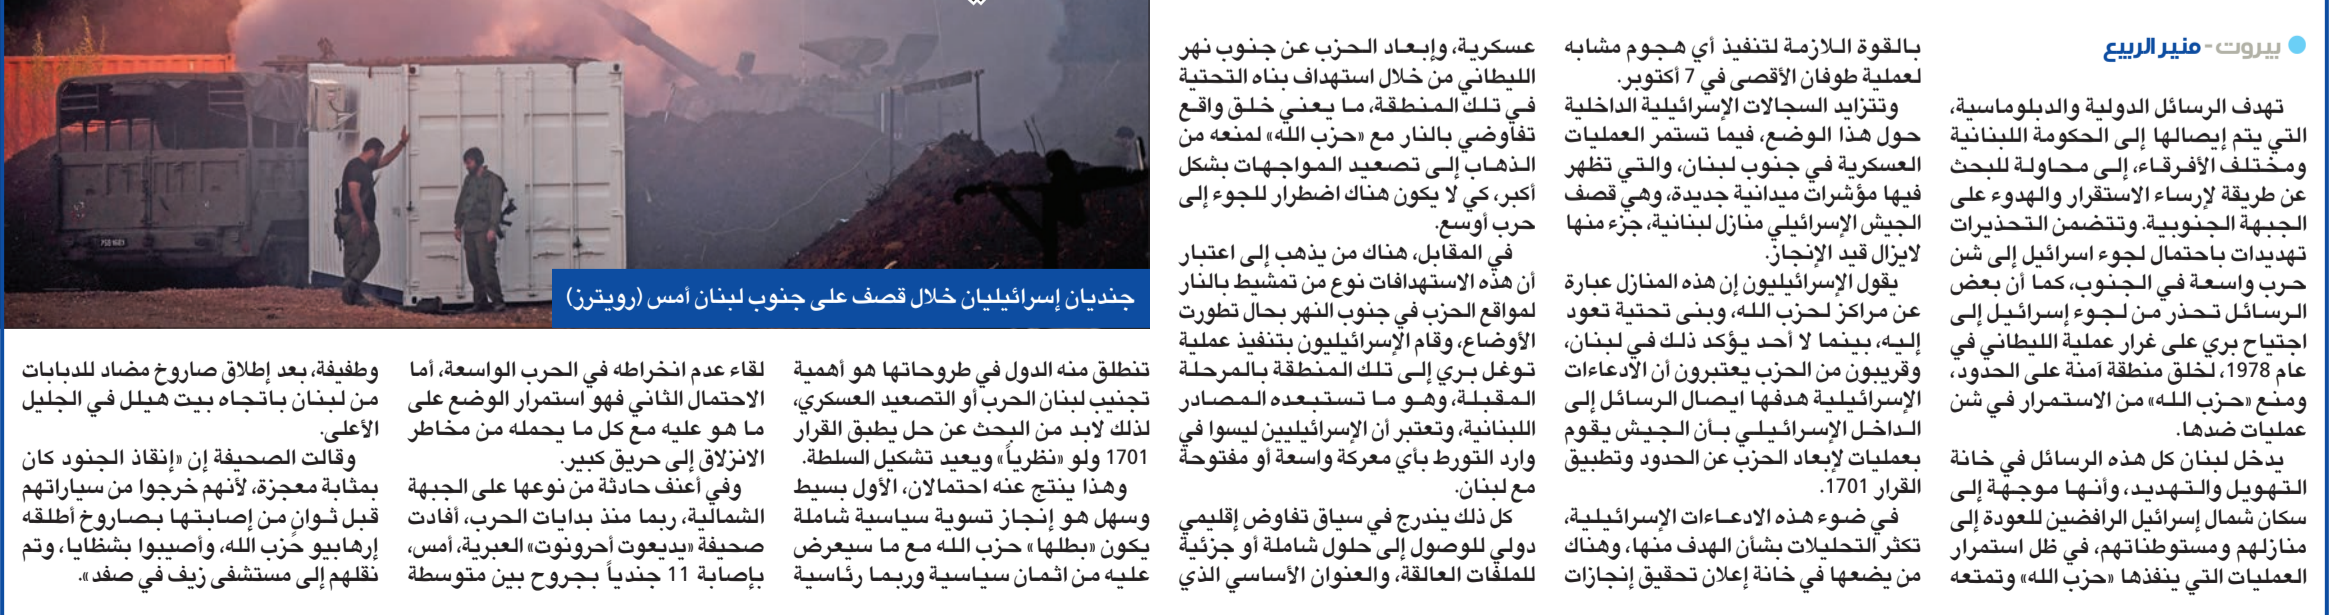 بيروت - منير الربيع
تهدف الرسائل الدولية والدبلوماسية،
التي يتم إيصالها إلى الحكومة اللبنانية
ومختلف الأفرقاء، إلى محاولة للبحث
عن طريقة لإرساء الاستقرار والهدوء على
الجبهة الجنوبية. وتتضمن التحذيرات
تهديدات باحتمال لجوء اسرائيل إلى شن
حرب واسعة في الجنوب، كما أن بعض
الرسائل تحذر من لجوء إسرائيل إلى
اجتياح بري على غرار عملية الليطاني في
عام 1978، لخلق منطقة آمنة على الحدود،
ومنع «حزب الله» من الاستمرار في شن
عمليات ضدها.
يدخل لبنان كل هذه الرسائل في خانة
التهويل والتهديد، وأنها موجهة إلى
سكان شمال إسرائيل الرافضين للعودة إلى
منازلهم ومستوطناتهم، في ظل استمرار
العمليات التي ينفذها «حزب الله» وتمتعه
بالقوة اللازمة لتنفيذ أي هجوم مشابه
لعملية طوفان الأقصى في 7 أكتوبر.
وتتزايد السجالات الإسرائيلية الداخلية
حول هذا الوضع، فيما تستمر العمليات
العسكرية في جنوب لبنان، والتي تظهر
فيها مؤشرات ميدانية جديدة، وهي قصف
الجيش الإسرائيلي منازل لبنانية، جزء منها
لايزال قيد الإنجاز.
يقول الإسرائيليون إن هذه المنازل عبارة
عن مراكز لحزب الله، وبنى تحتية تعود
إليه، بينما لا أحد يؤكد ذلك في لبنان،
وقريبون من الحزب يعتبرون أن الادعاءات
الإسرائيلية هدفها ايصال الرسائل إلى
الداخل الإسرائيلي بأن الجيش يقوم
بعمليات لإبعاد الحزب عن الحدود وتطبيق
القرار 1701.
في ضوء هذه الادعاءات الإسرائيلية،
تكثر التحليلات بشأن الهدف منها، وهناك
من يضعها في خانة إعلان تحقيق إنجازات
عسكرية، وإبعاد الحزب عن جنوب نهر
الليطاني من خلال استهداف بناه التحتية
في تلك المنطقة، ما يعني خلق واقع
تفاوضي بالنار مع «حزب الله» لمنعه من
الذهاب إلى تصعيد المواجهات بشكل
أكبر، كي لا يكون هناك اضطرار للجوء إلى
حرب أوسع.
في المقابل، هناك من يذهب إلى اعتبار
أن هذه الاستهدافات نوع من تمشيط بالنار
لمواقع الحزب في جنوب النهر بحال تطورت
الأوضاع، وقام الإسرائيليون بتنفيذ عملية
توغل بري إلى تلك المنطقة بالمرحلة
المقبلة، وهو ما تستبعده المصادر
اللبنانية، وتعتبر أن الإسرائيليين ليسوا في
وارد التورط بأي معركة واسعة أو مفتوحة
مع لبنان.
كل ذلك يندرج في سياق تفاوض إقليمي
دولي للوصول إلى حلول شاملة أو جزئية
للملفات العالقة، والعنوان الأساسي الذي
جنديان إسرائيليان خلال قصف على جنوب لبنان أمس (رويترز)
تنطلق منه الدول في طروحاتها هو أهمية
تجنيب لبنان الحرب أو التصعيد العسكري،
لذلك لابد من البحث عن حل يطبق القرار
1701 ولو «نظرياً» ويعيد تشكيل السلطة.
وهذا ينتج عنه احتمالان، الأول بسيط
وسهل هو إنجاز تسوية سياسية شاملة
يكون «بطلها» حزب الله مع ما سيعرض
عليه من اثمان سياسية وربما رئاسية
لقاء عدم انخراطه في الحرب الواسعة، أما
الاحتمال الثاني فهو استمرار الوضع على
ما هو عليه مع كل ما يحمله من مخاطر
الانزلاق إلى حريق كبير.
وفي أعنف حادثة من نوعها على الجبهة
الشمالية، ربما منذ بدايات الحرب، أفادت
صحيفة «يديعوت أحرونوت» العبرية، أمس،
بإصابة 11 جندياً بجروح بين متوسطة
وطفيفة، بعد إطلاق صاروخ مضاد للدبابات
من لبنان باتجاه بيت هيلل في الجليل
الأعلى.
وقالت الصحيفة إن «إنقاذ الجنود كان
بمثابة معجزة، لأنهم خرجوا من سياراتهم
قبل ثوانٍ من إصابتها بصاروخ أطلقه
إرهابيو حزب الله، وأصيبوا بشظايا، وتم
نقلهم إلى مستشفى زيف في صفد».